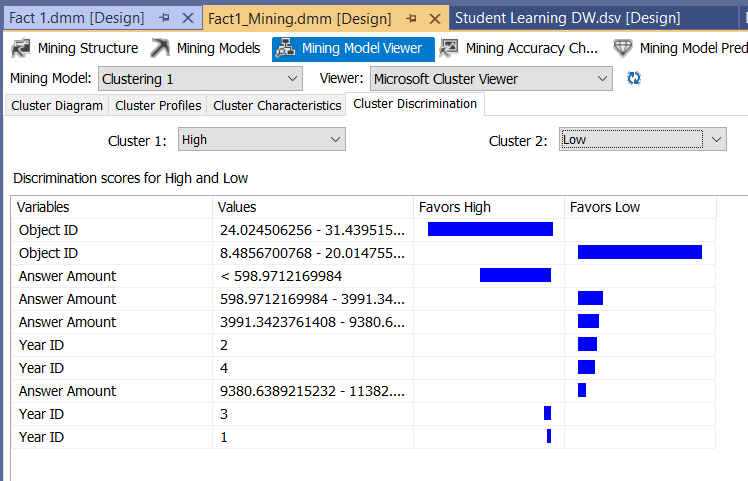 Fact 1.dmm [Design] Fact1_Mining.dmm [Design] Student Learning DW.dsv [Design]
Mining Structure Mining Models Mining Model Viewer Mining Accuracy Ch... Mining Model Pred
Mining Model: Clustering 1 Viewer: Microsoft Cluster Viewer
Cluster Diagram Cluster Profiles Cluster Characteristics Cluster Discrimination
Cluster 1: High Cluster 2: Low
Discrimination scores for High and Low
Variables Values Favors High Favors Low
Object ID 24.024506256 - 31.439515...
Object ID 8.4856700768 - 20.014755...
Answer Amount < 598.9712169984
Answer Amount 598.9712169984 - 3991.34...
Answer Amount 3991.3423761408 - 9380.6...
Year ID 2
Year ID 4
Answer Amount 9380.6389215232 - 11382....
Year ID 3
Year ID 1